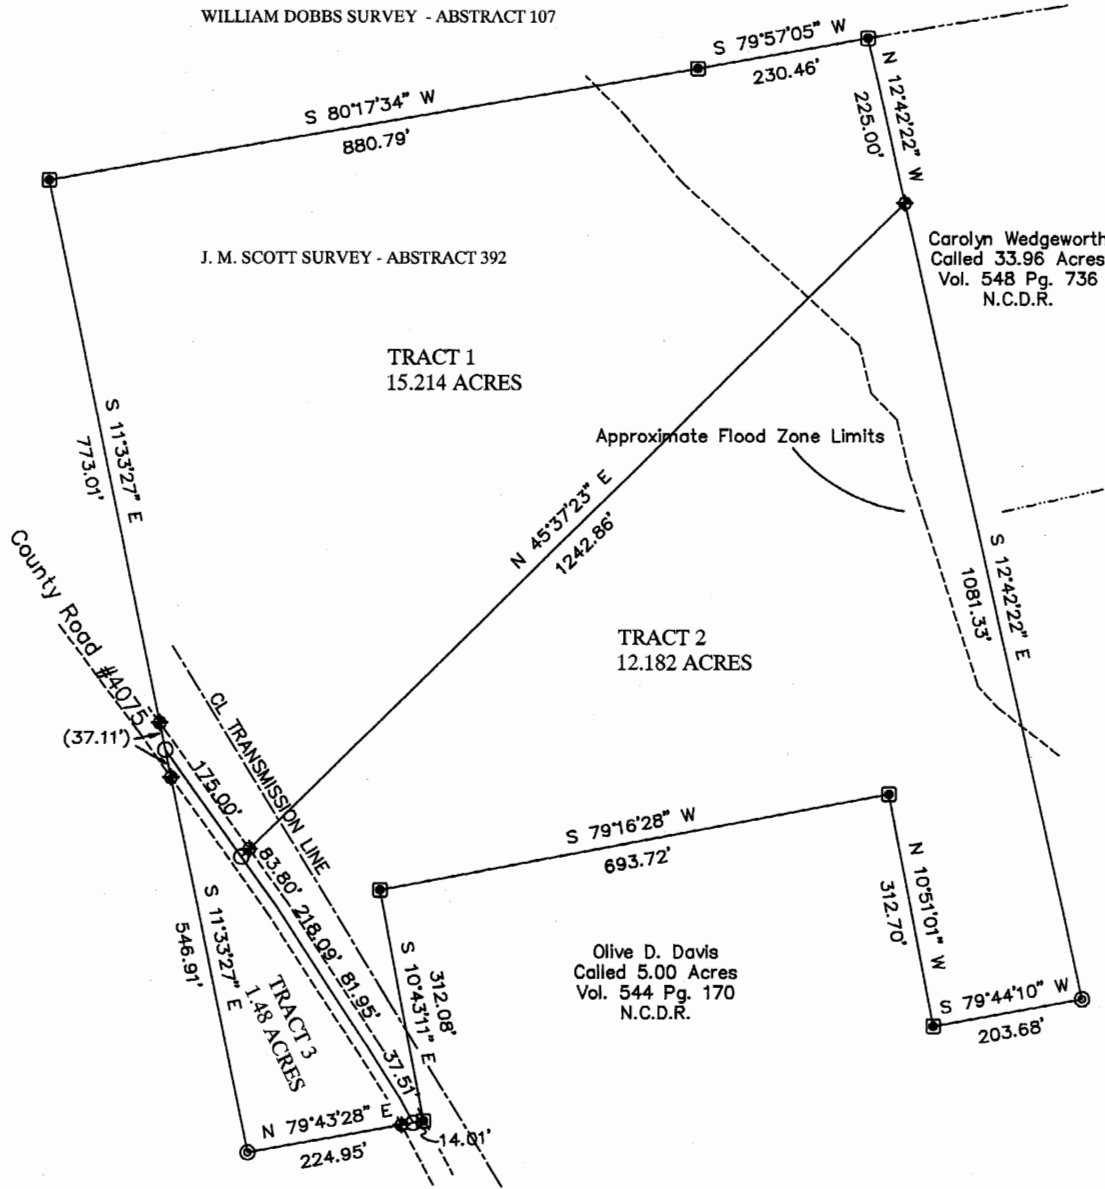 WILLIAM DOBBS SURVEY - ABSTRACT 107
S 79°57'05" W
230.46'
S 80°17'34" W
880.79'
N 12°42'22" W
225.00'
Carolyn Wedgeworth
Called 33.96 Acres
Vol. 548 Pg. 736
N.C.D.R.
J. M. SCOTT SURVEY - ABSTRACT 392
TRACT 1
15.214 ACRES
S 11°33'27" E
773.01'
Approximate Flood Zone Limits
N 45°37'23" E
1242.86'
S 12°42'22" E
1081.33'
TRACT 2
12.182 ACRES
County Road #4075
(37.11')
CL TRANSMISSION LINE
175.00'
83.80'
218.09'
81.95'
37.51'
S 79°16'28" W
693.72'
N 10°51'01" W
312.70'
S 11°33'27" E
546.91'
TRACT 3
1.48 ACRES
312.08'
S 10°43'11" E
Olive D. Davis
Called 5.00 Acres
Vol. 544 Pg. 170
N.C.D.R.
S 79°44'10" W
203.68'
N 79°43'28" E
224.95'
14.01'